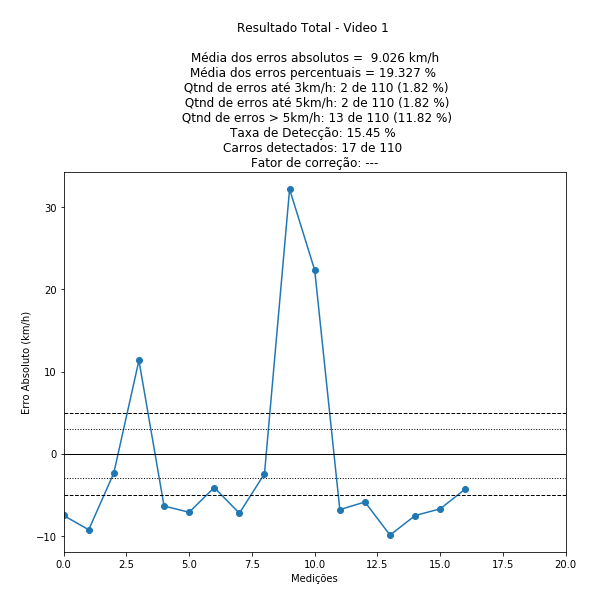 Resultado Total - Video 1
Média dos erros absolutos =  9.026 km/h
Média dos erros percentuais = 19.327 %
Qtnd de erros até 3km/h: 2 de 110 (1.82 %)
Qtnd de erros até 5km/h: 2 de 110 (1.82 %)
Qtnd de erros > 5km/h: 13 de 110 (11.82 %)
Taxa de Detecção: 15.45 %
Carros detectados: 17 de 110
Fator de correção: ---
Erro Absoluto (km/h)
30
20
10
0
−10
0.0 2.5 5.0 7.5 10.0 12.5 15.0 17.5 20.0
Medições